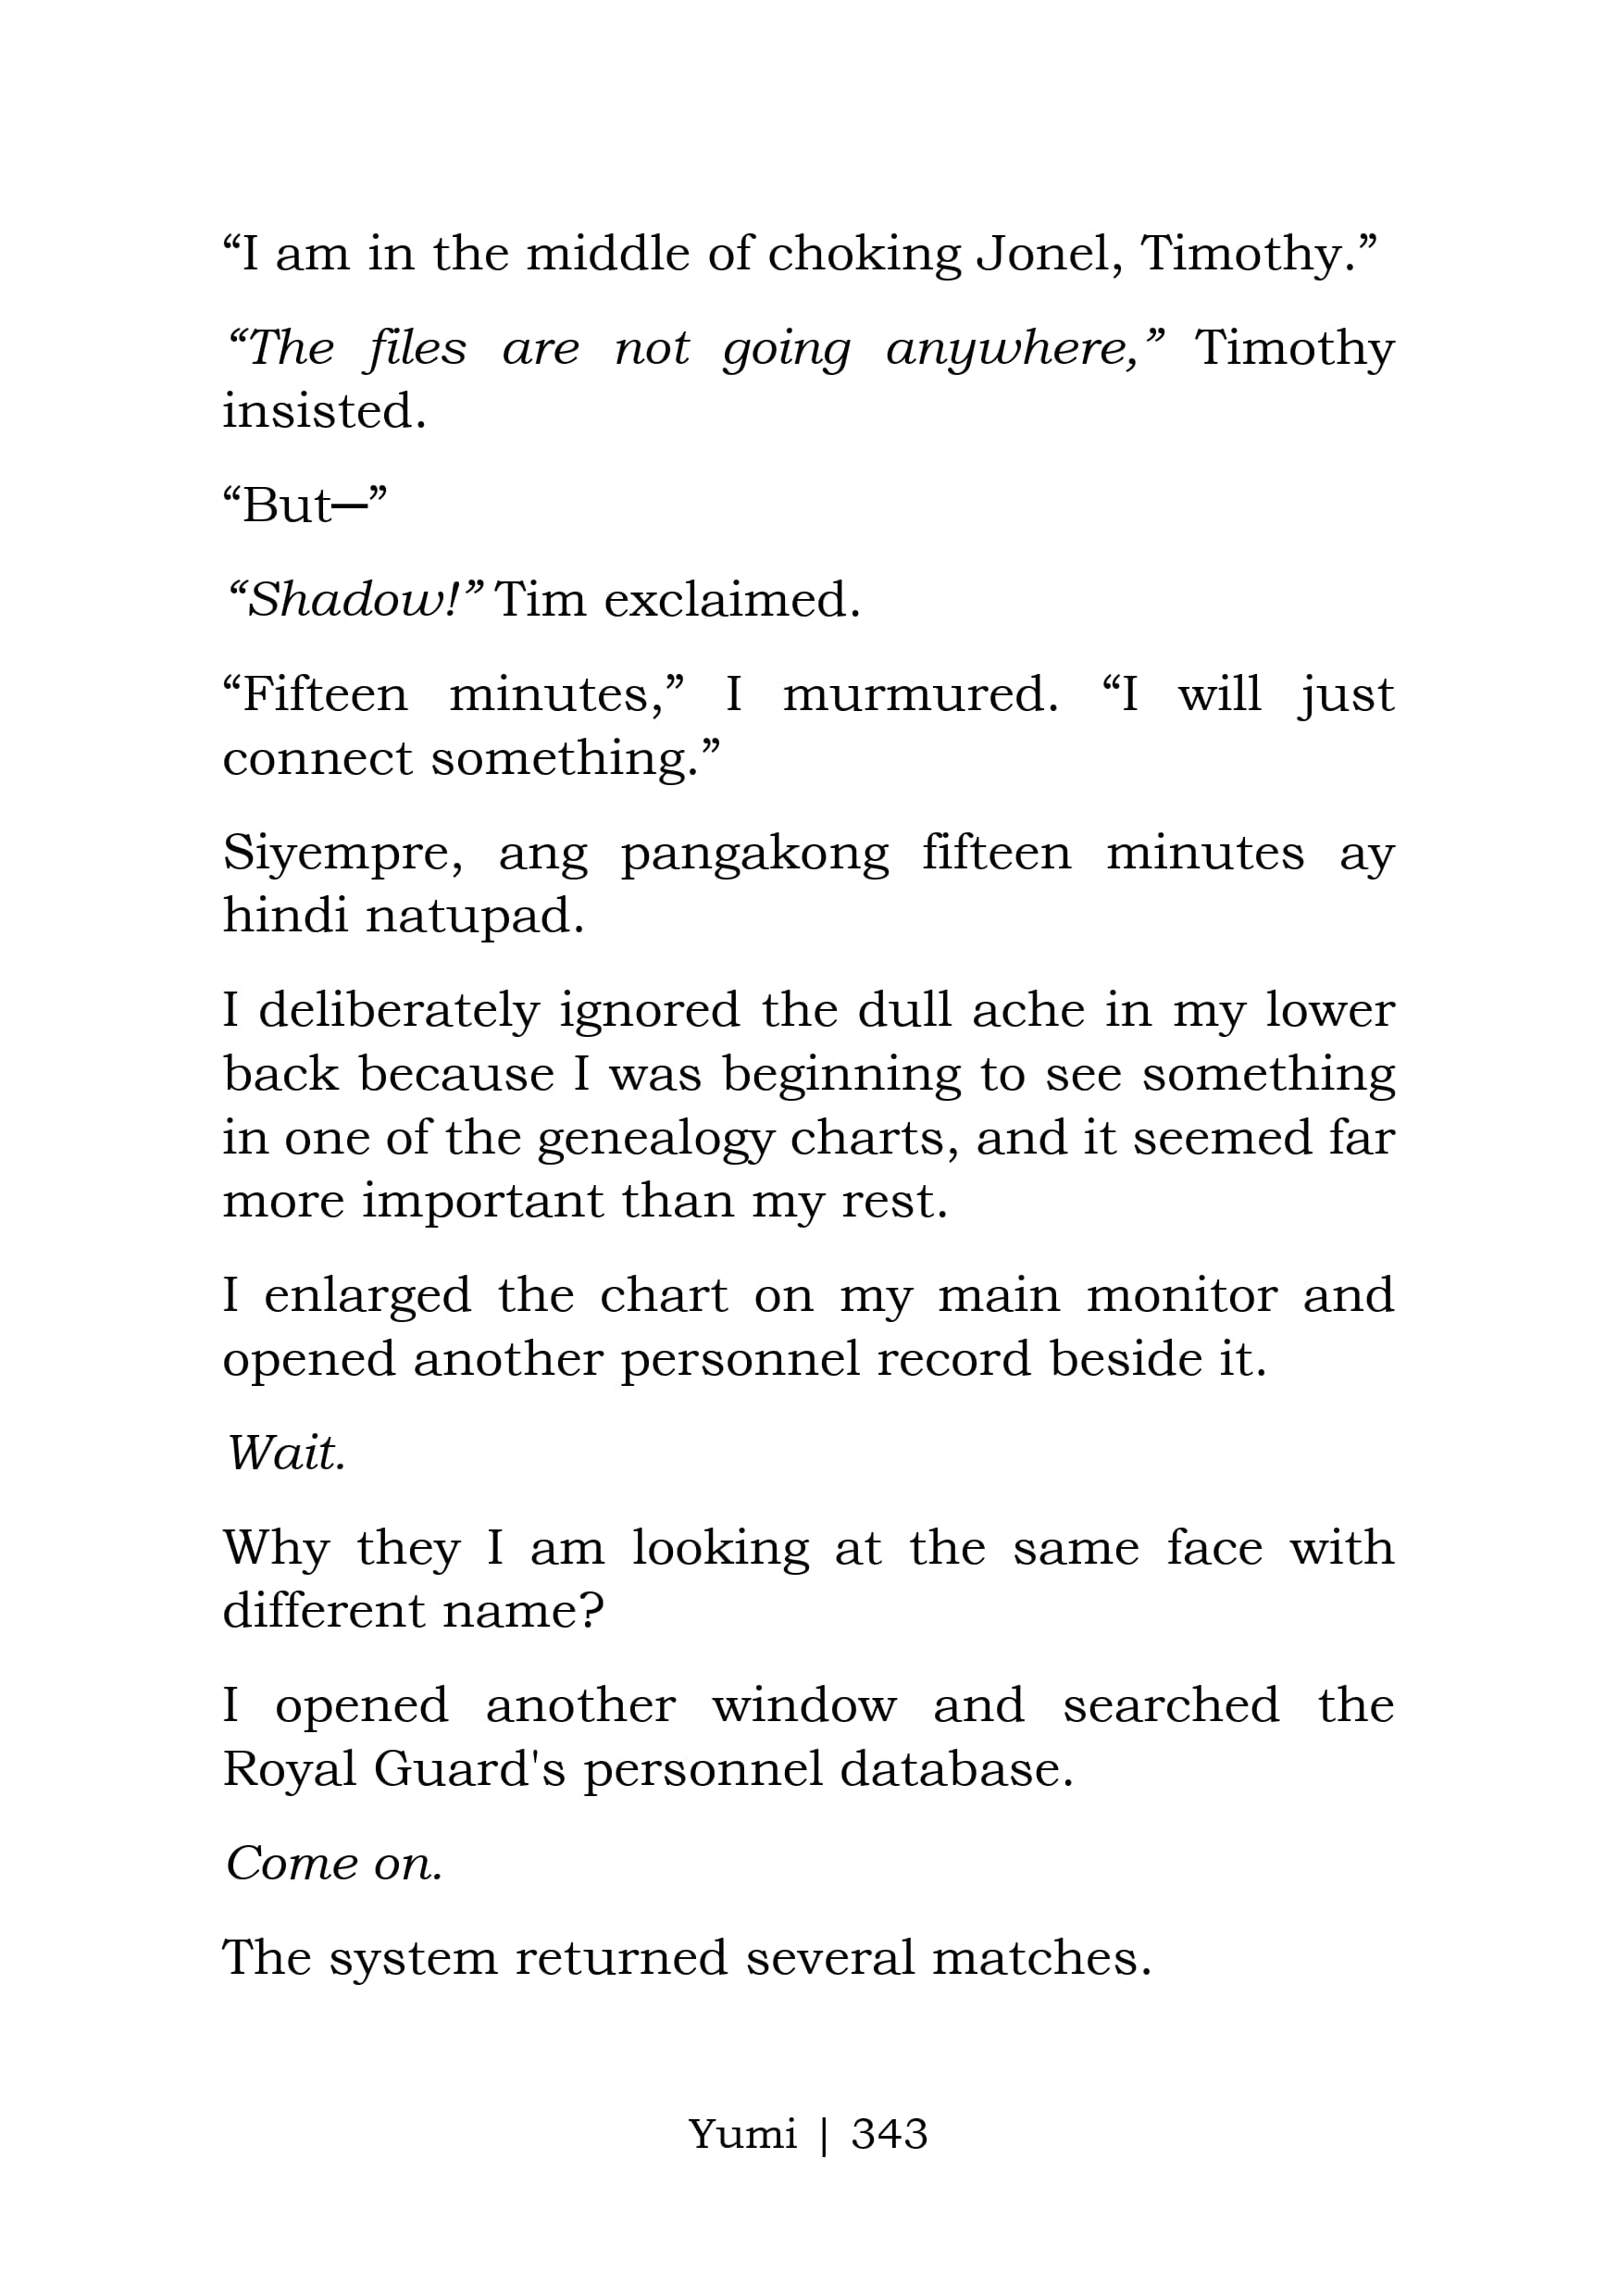 “I am in the middle of choking Jonel, Timothy.”
“The files are not going anywhere,” Timothy
insisted.
“But—”
“Shadow!” Tim exclaimed.
“Fifteen minutes,” I murmured. “I will just
connect something.”
Siyempre, ang pangakong fifteen minutes ay
hindi natupad.
I deliberately ignored the dull ache in my lower
back because I was beginning to see something
in one of the genealogy charts, and it seemed far
more important than my rest.
I enlarged the chart on my main monitor and
opened another personnel record beside it.
Wait.
Why they I am looking at the same face with
different name?
I opened another window and searched the
Royal Guard's personnel database.
Come on.
The system returned several matches.
Yumi | 343